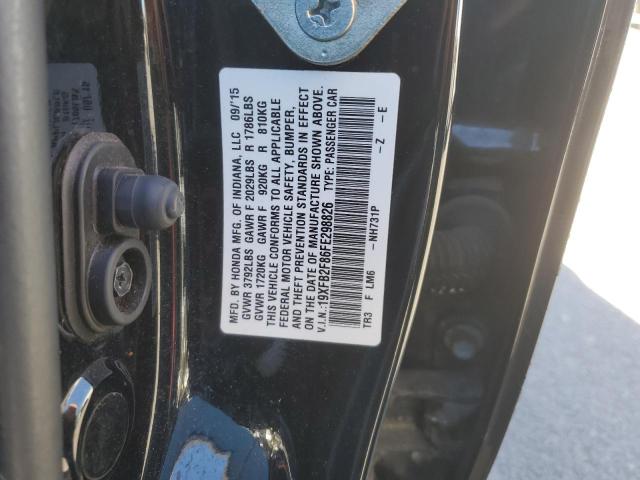 MFD. BY HONDA MFG. OF INDIANA, LLC 09/15
GVWR 3792LBS GAWR F 2029LBS R 1786LBS
GVWR 1720KG GAWR F 920KG R 810KG
THIS VEHICLE CONFORMS TO ALL APPLICABLE
FEDERAL MOTOR VEHICLE SAFETY, BUMPER,
AND THEFT PREVENTION STANDARDS IN EFFECT
ON THE DATE OF MANUFACTURE SHOWN ABOVE.
V.I.N.:19XFB2F86FE298826 TYPE: PASSENGER CAR
TR3 F LM6 -NH731P -Z -E